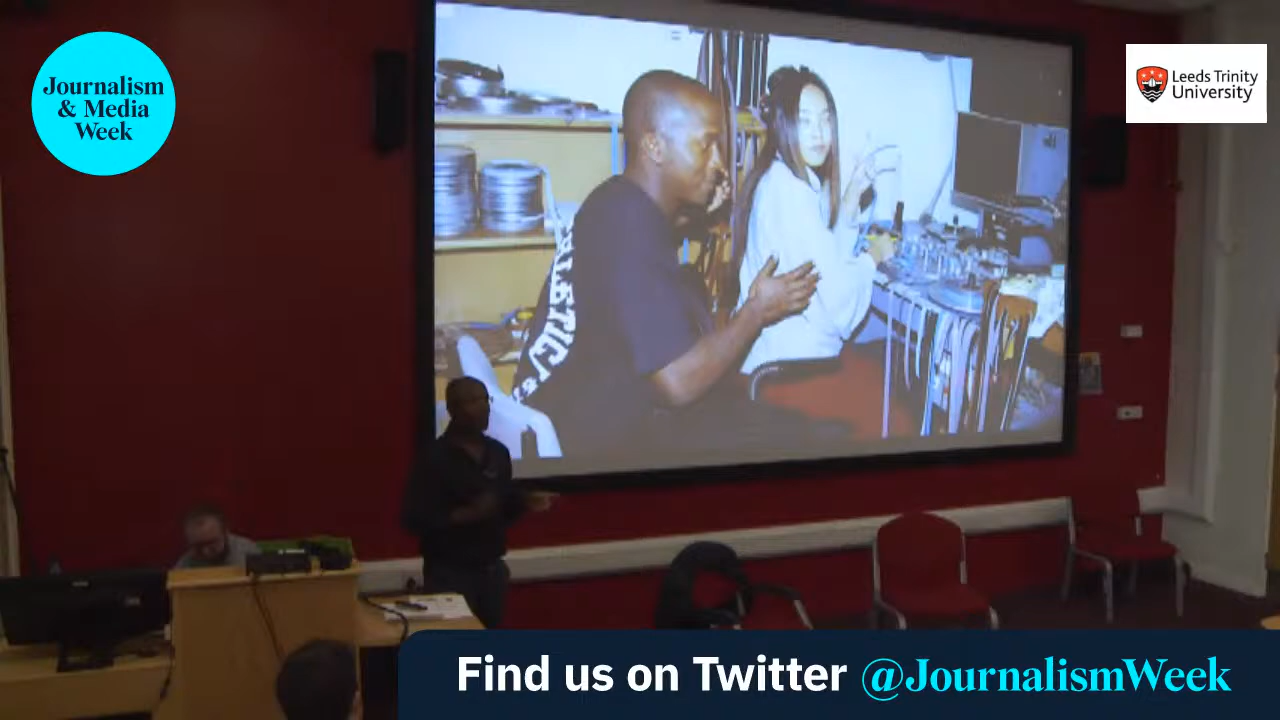 Journalism
& Media
Week
Leeds Trinity
University
Find us on Twitter @JournalismWeek